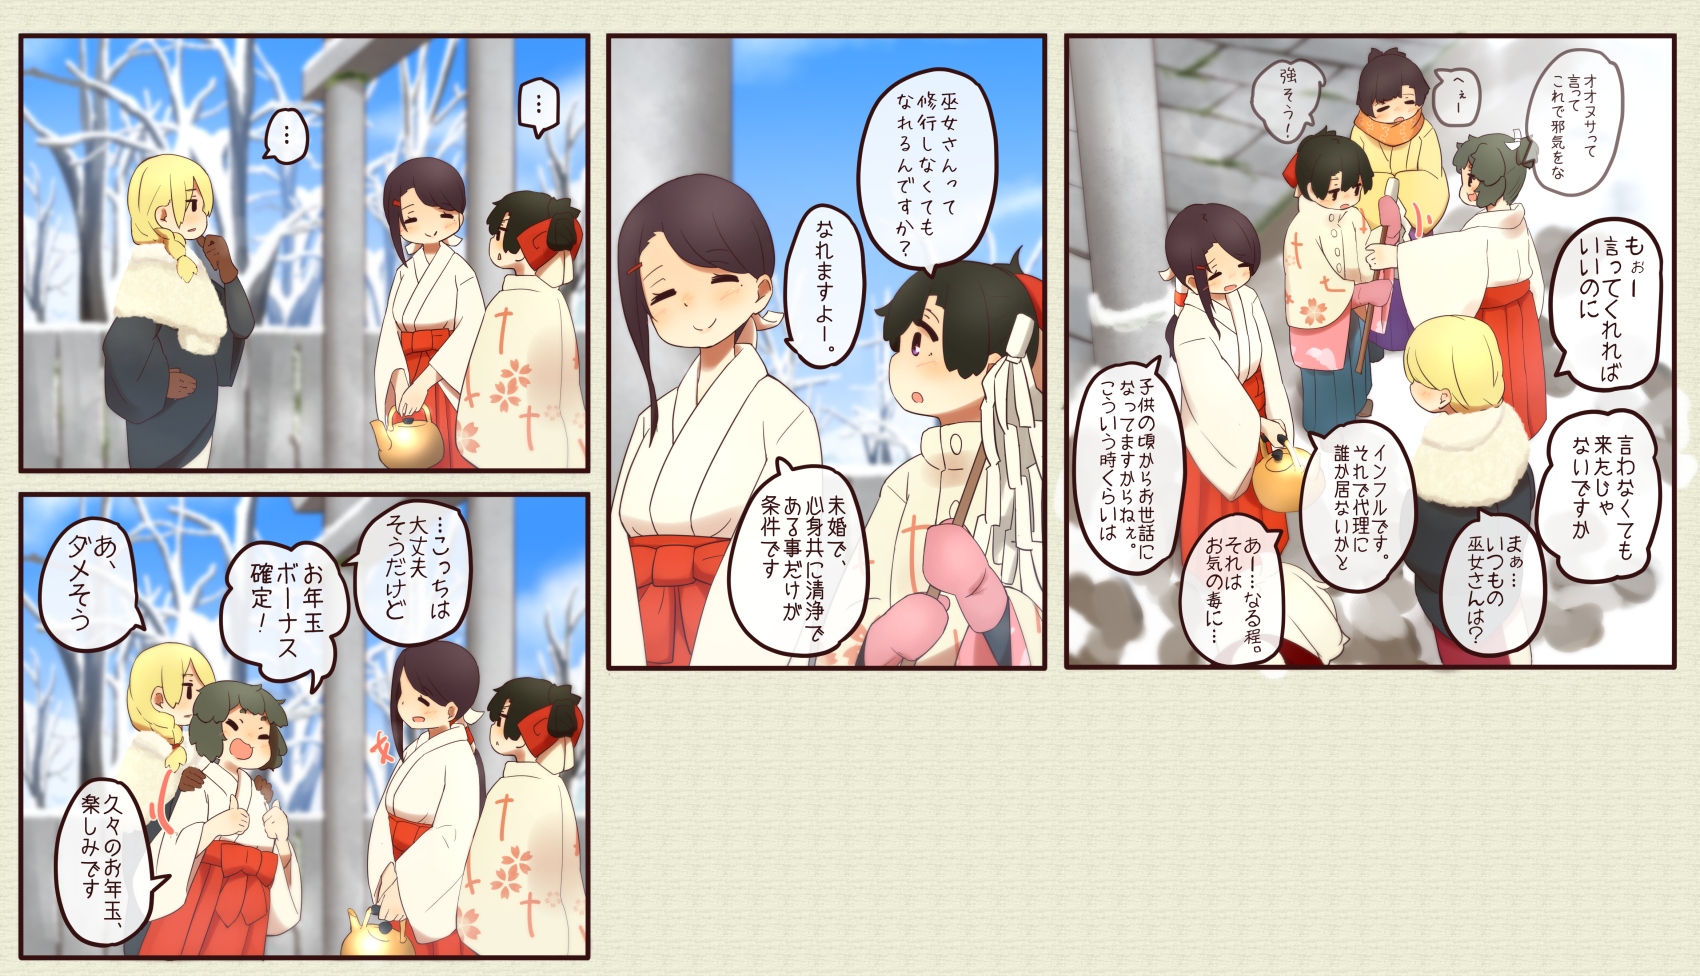 オオヌサって
言って
これで邪気をな
へぇー
強そう!
もぉー
言ってくれれば
いいのに
言わなくても
来たじゃ
ないですか
まぁ…
いつもの
巫女さんは?
インフルです。
それで代理に
誰か居ないかと
あー…なる程。
それは
お気の毒に…
子供の頃からお世話に
なってますからねぇ。
こういう時くらいは
巫女さんって
修行しなくても
なれるんですか?
なれますよー。
未婚で、
心身共に清浄で
ある事だけが
条件です
…
…
…こっちは
大丈夫
そうだけど
お年玉
ボーナス
確定!
あ、
ダメそう
久々のお年玉、
楽しみです